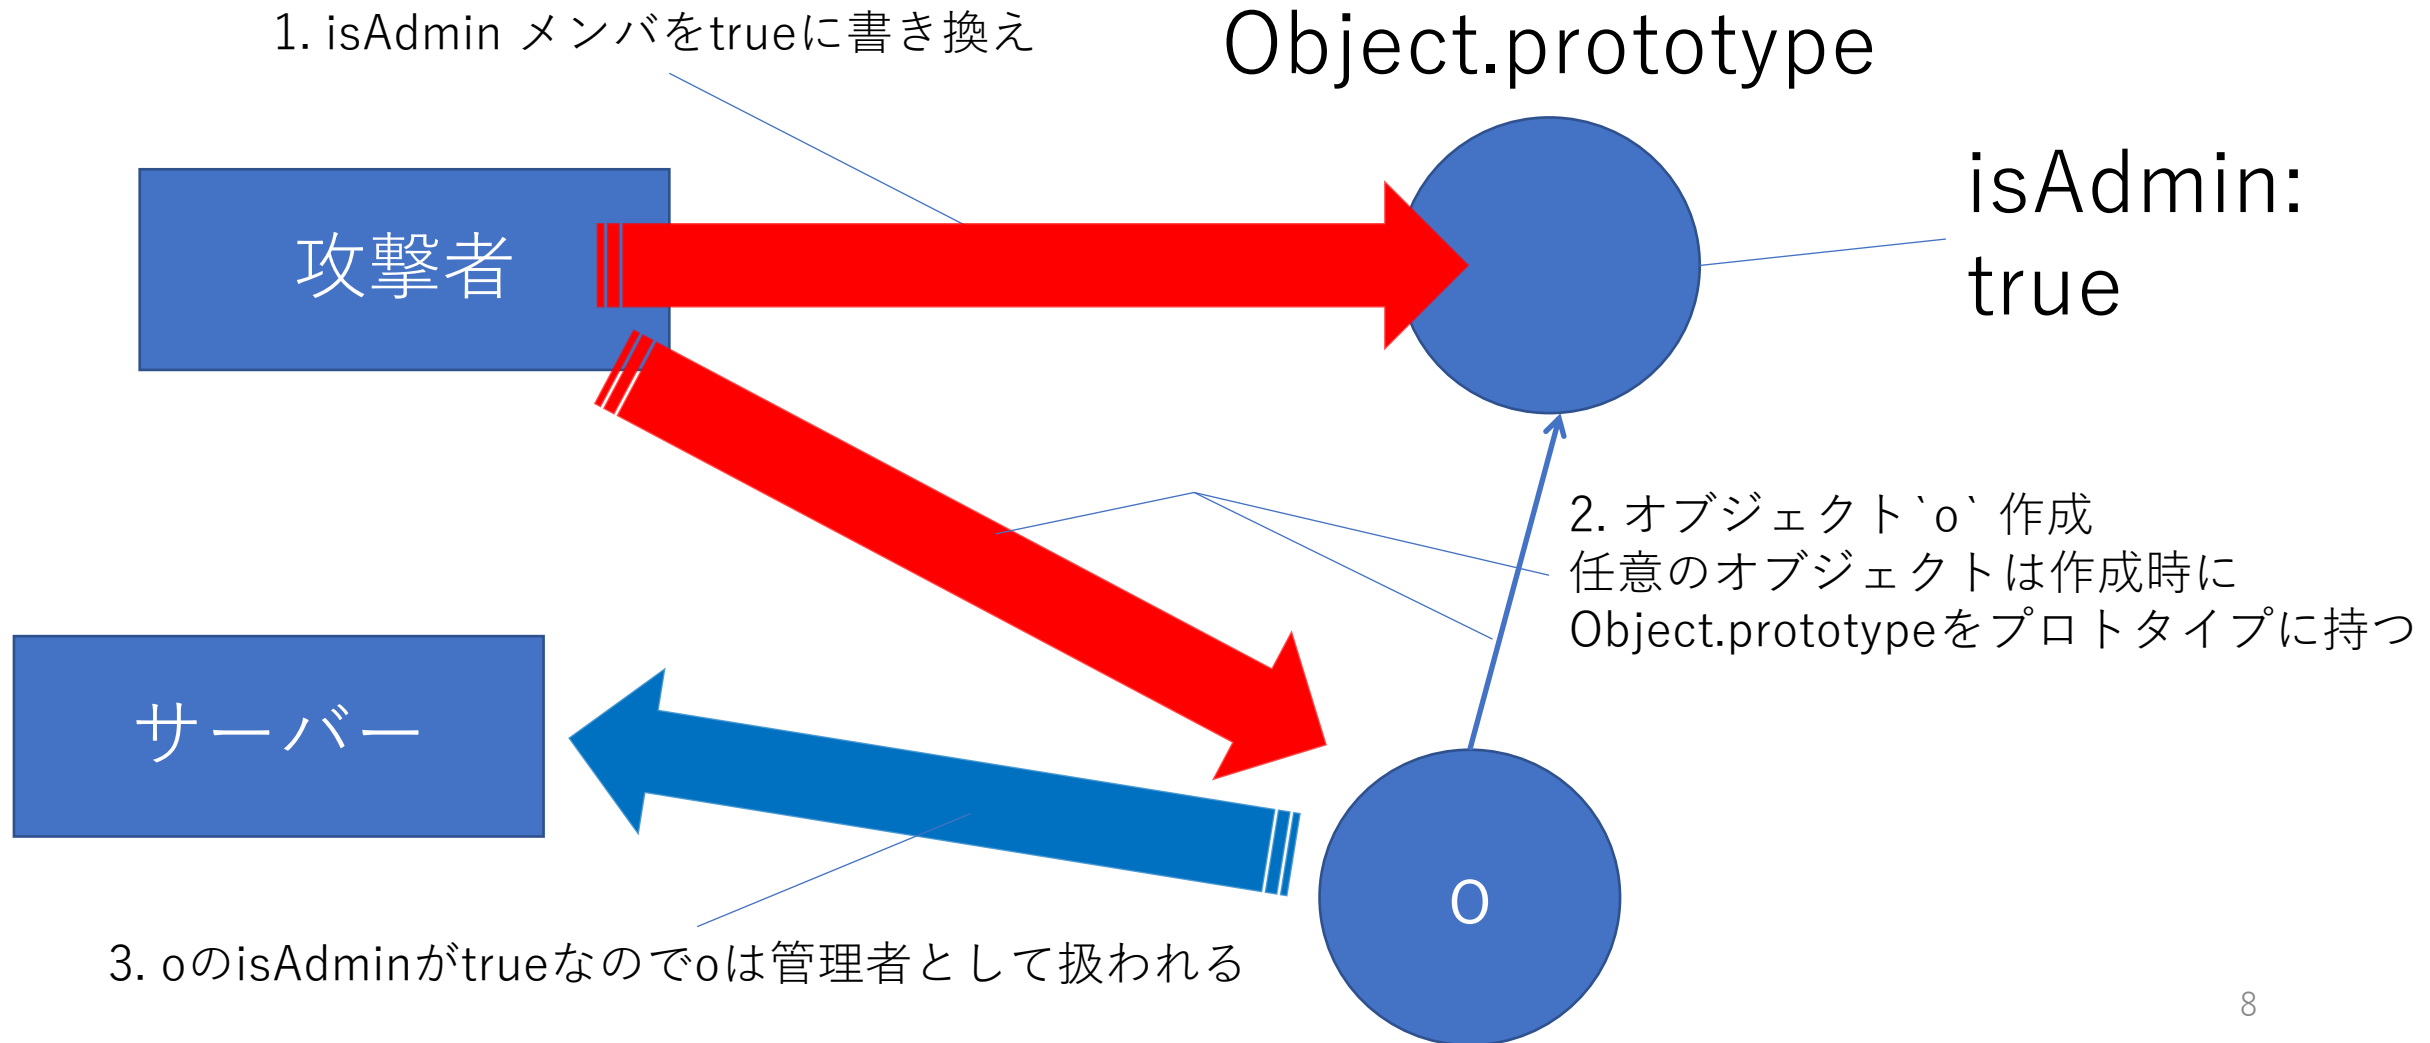 1. isAdmin メンバをtrueに書き換え
Object.prototype
攻撃者
isAdmin:
true
2. オブジェクト`o` 作成
任意のオブジェクトは作成時に
Object.prototypeをプロトタイプに持つ
サーバー
o
3. oのisAdminがtrueなのでoは管理者として扱われる
8